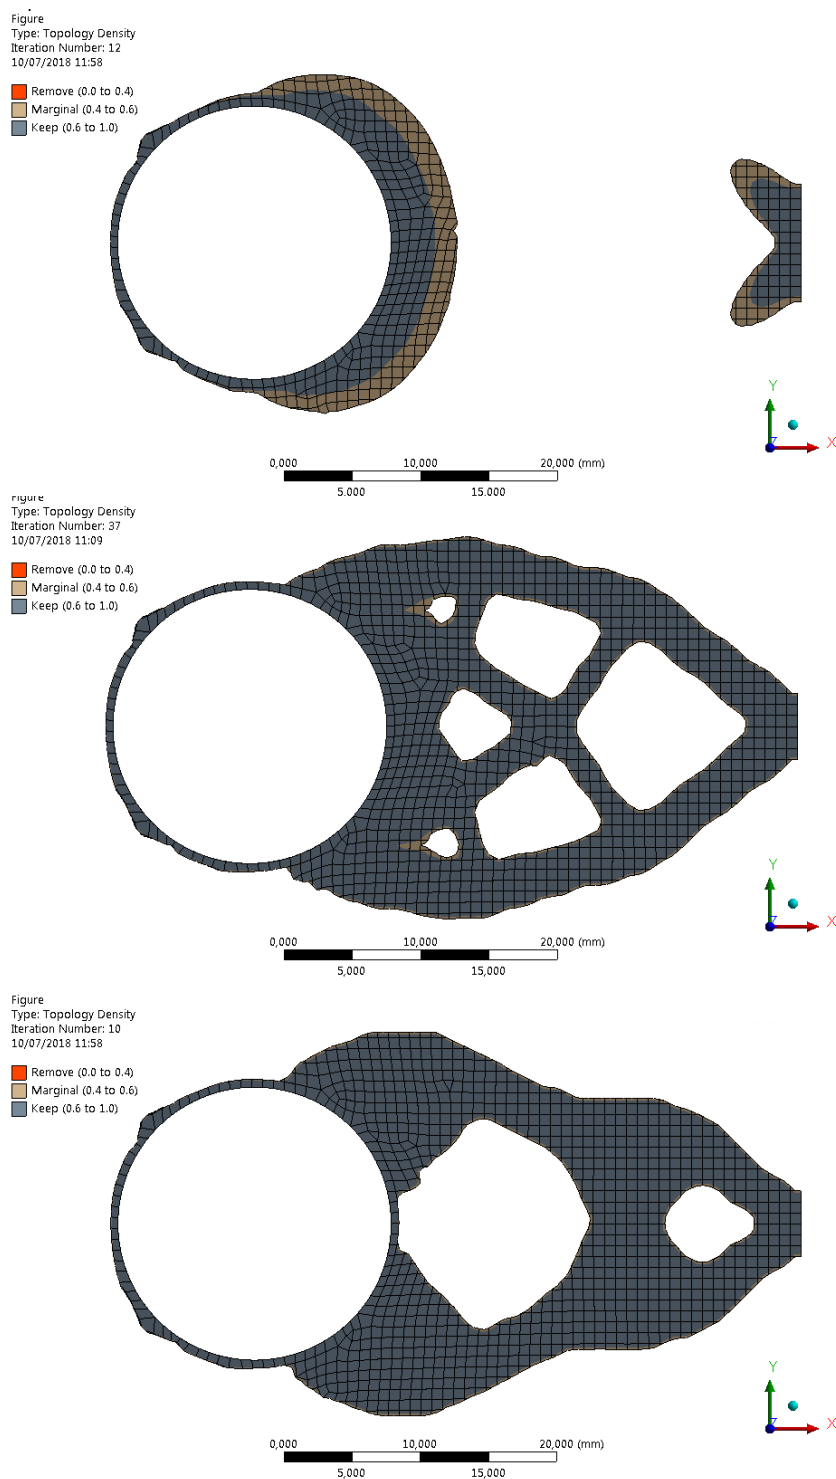 Figure
Type: Topology Density
Iteration Number: 12
10/07/2018 11:58
Remove (0.0 to 0.4)
Marginal (0.4 to 0.6)
Keep (0.6 to 1.0)
Y
Z
X
0,000 10,000 20,000 (mm)
5.000 15.000
Figure
Type: Topology Density
Iteration Number: 37
10/07/2018 11:09
Remove (0.0 to 0.4)
Marginal (0.4 to 0.6)
Keep (0.6 to 1.0)
Y
Z
X
0,000 10,000 20,000 (mm)
5,000 15,000
Figure
Type: Topology Density
Iteration Number: 10
10/07/2018 11:58
Remove (0.0 to 0.4)
Marginal (0.4 to 0.6)
Keep (0.6 to 1.0)
Y
Z
X
0,000 10,000 20,000 (mm)
5,000 15,000